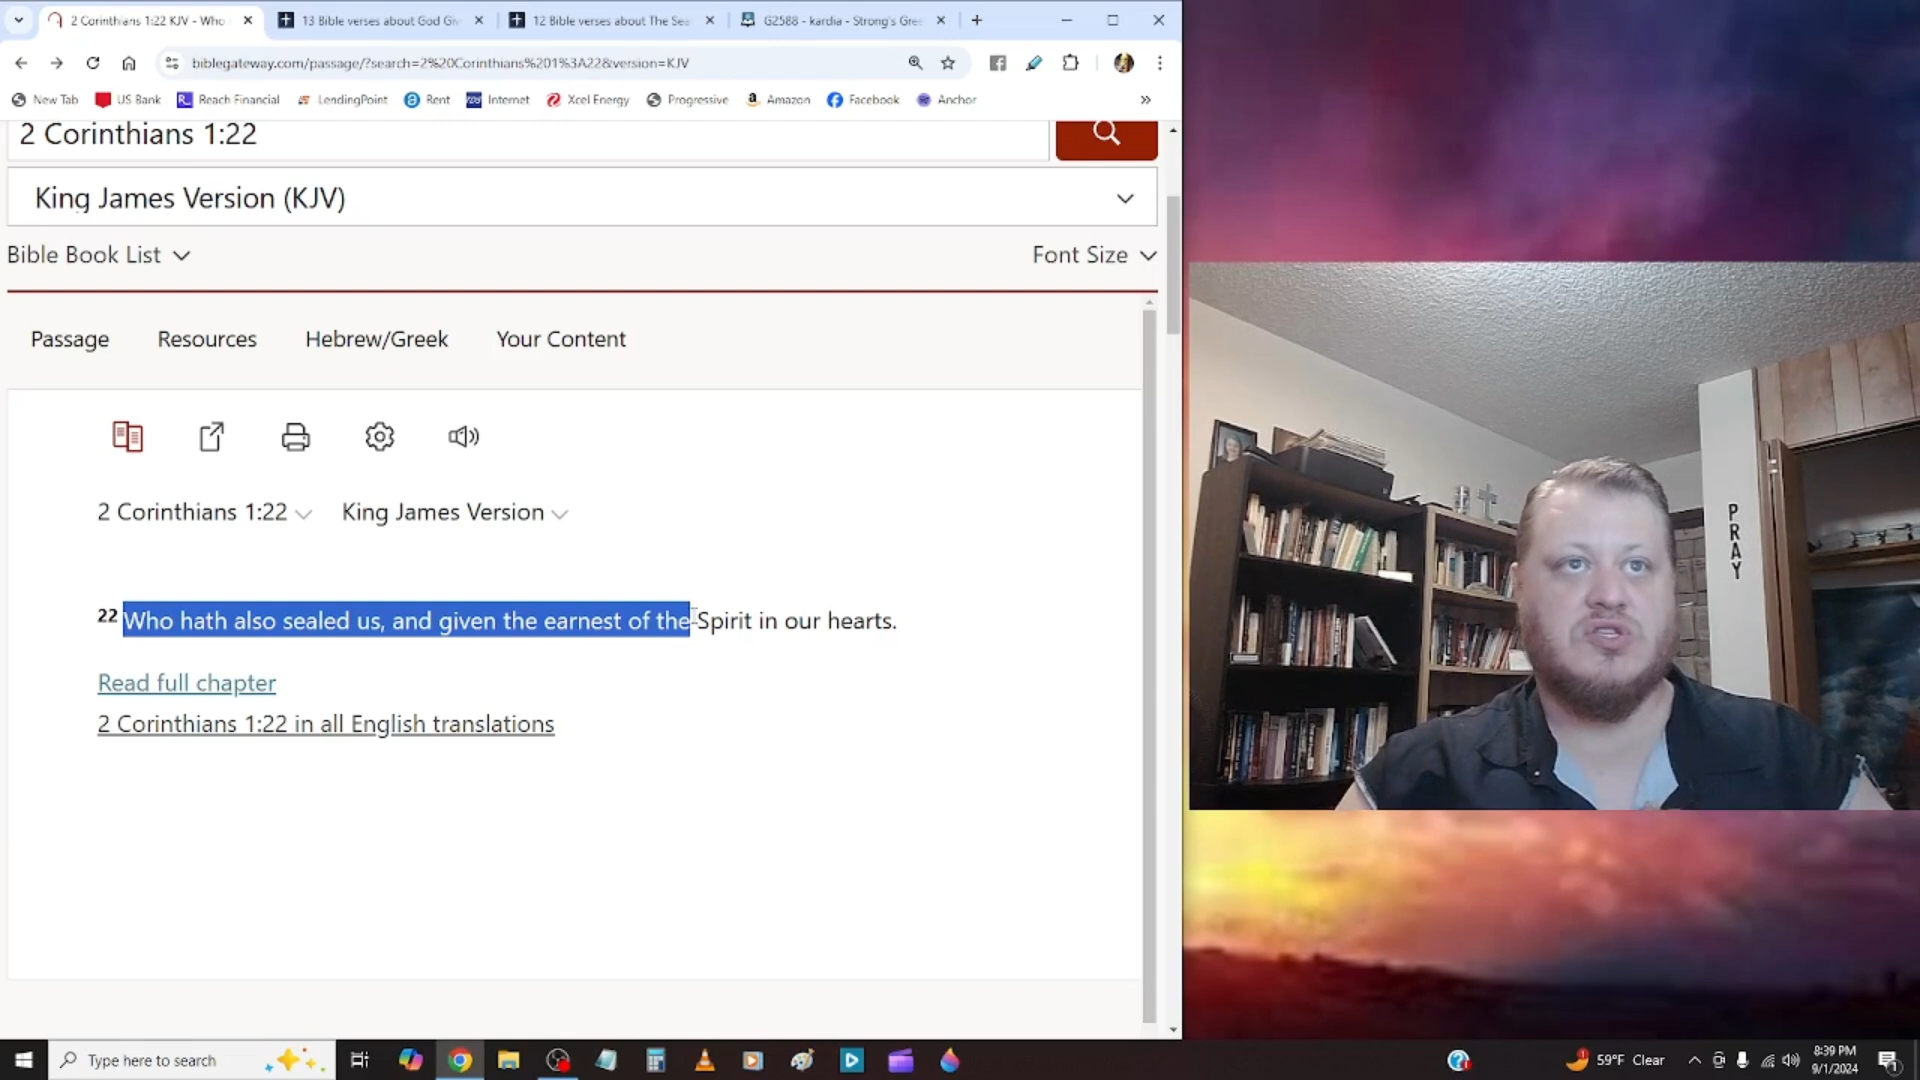 2 Corinthians 1:22 KJV - Who
13 Bible verses about God Giv
12 Bible verses about The Sea
G2588 - kardia - Strong's Gre
biblegateway.com/passage/?search=2%20Corinthians%201%3A22&version=KJV
New Tab US Bank Reach Financial LendingPoint Rent Internet Xcel Energy Progressive Amazon Facebook Anchor
2 Corinthians 1:22
King James Version (KJV)
Bible Book List Font Size
Passage Resources Hebrew/Greek Your Content
2 Corinthians 1:22 King James Version
22 Who hath also sealed us, and given the earnest of the Spirit in our hearts.
Read full chapter
2 Corinthians 1:22 in all English translations
PRAY
Type here to search
59°F Clear
8:39 PM
9/1/2024